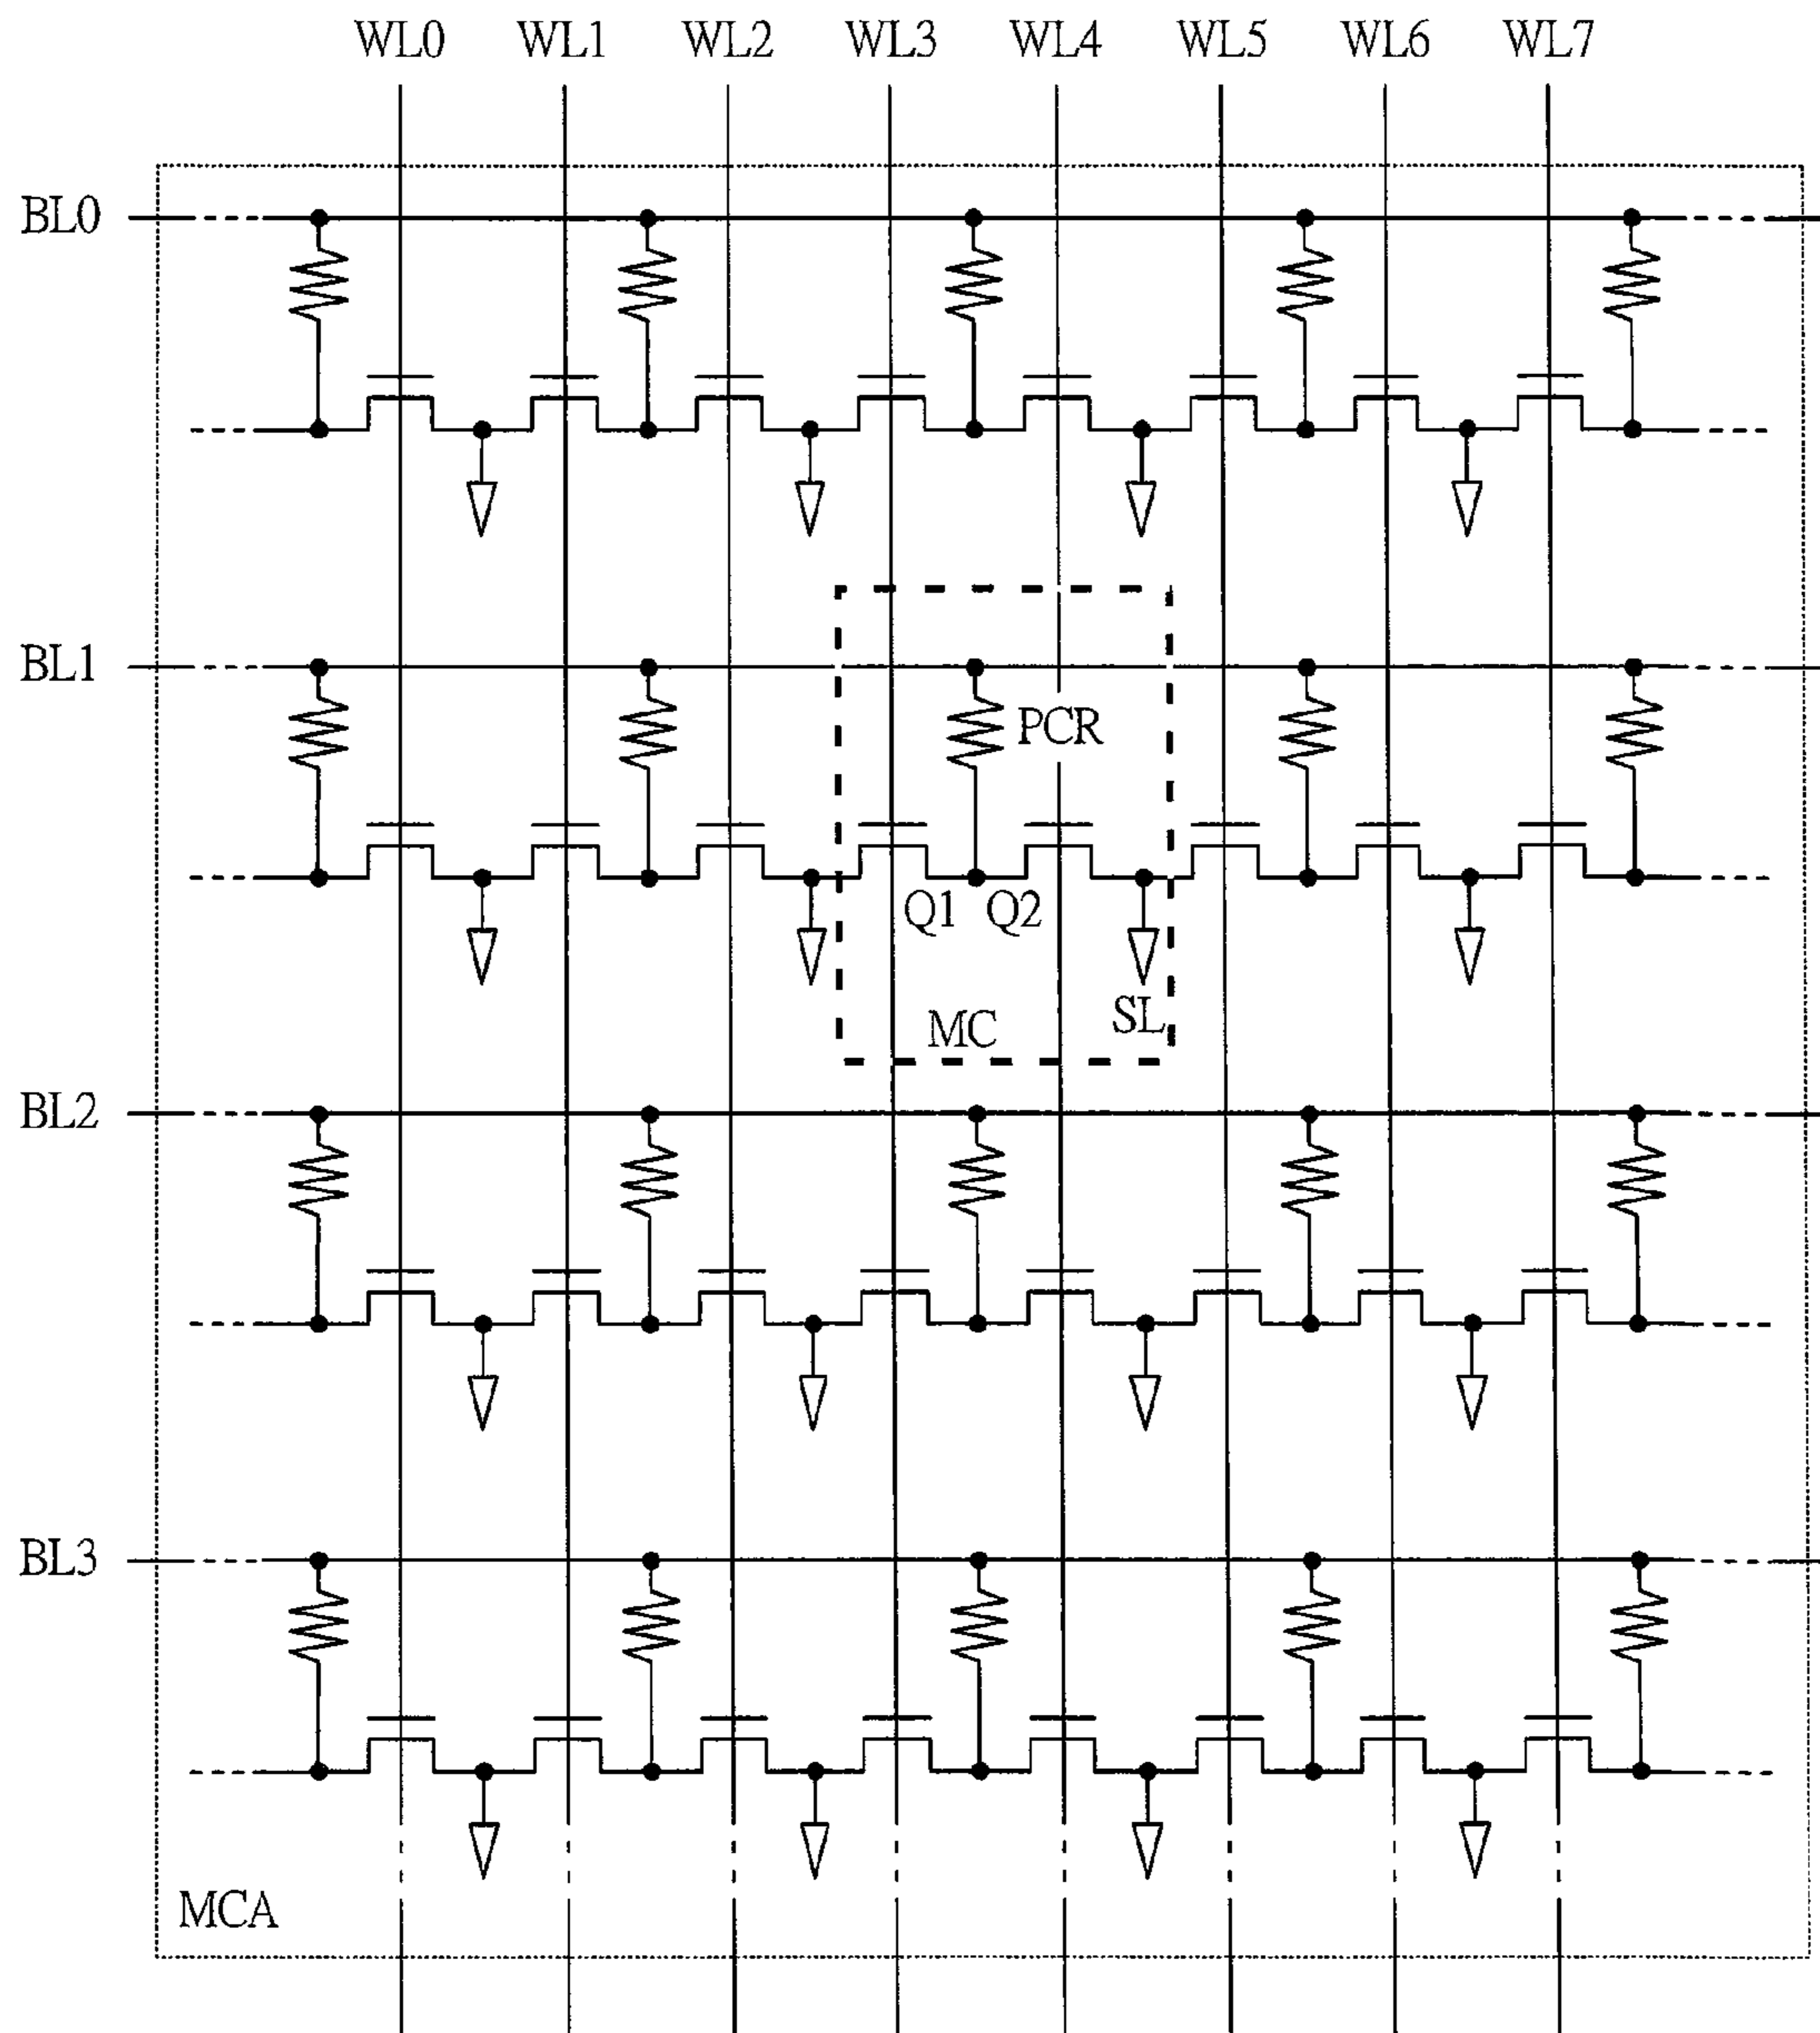 WL0 WL1 WL2 WL3 WL4 WL5 WL6 WL7
BL0
BL1
PCR
Q1 Q2
SL
MC
BL2
BL3
MCA